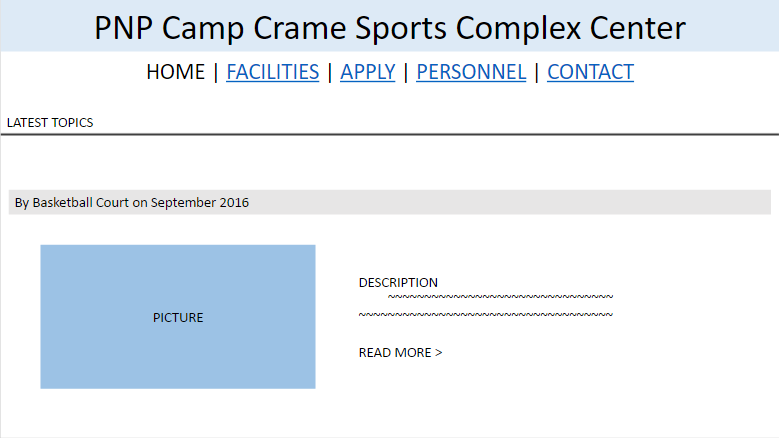 PNP Camp Crame Sports Complex Center
HOME | FACILITIES | APPLY | PERSONNEL | CONTACT
LATEST TOPICS
By Basketball Court on September 2016
PICTURE
DESCRIPTION
~~~~~~~~~~~~~~~~~~~~~~~~~~~~~~~
~~~~~~~~~~~~~~~~~~~~~~~~~~~~~~~~~~~
READ MORE >